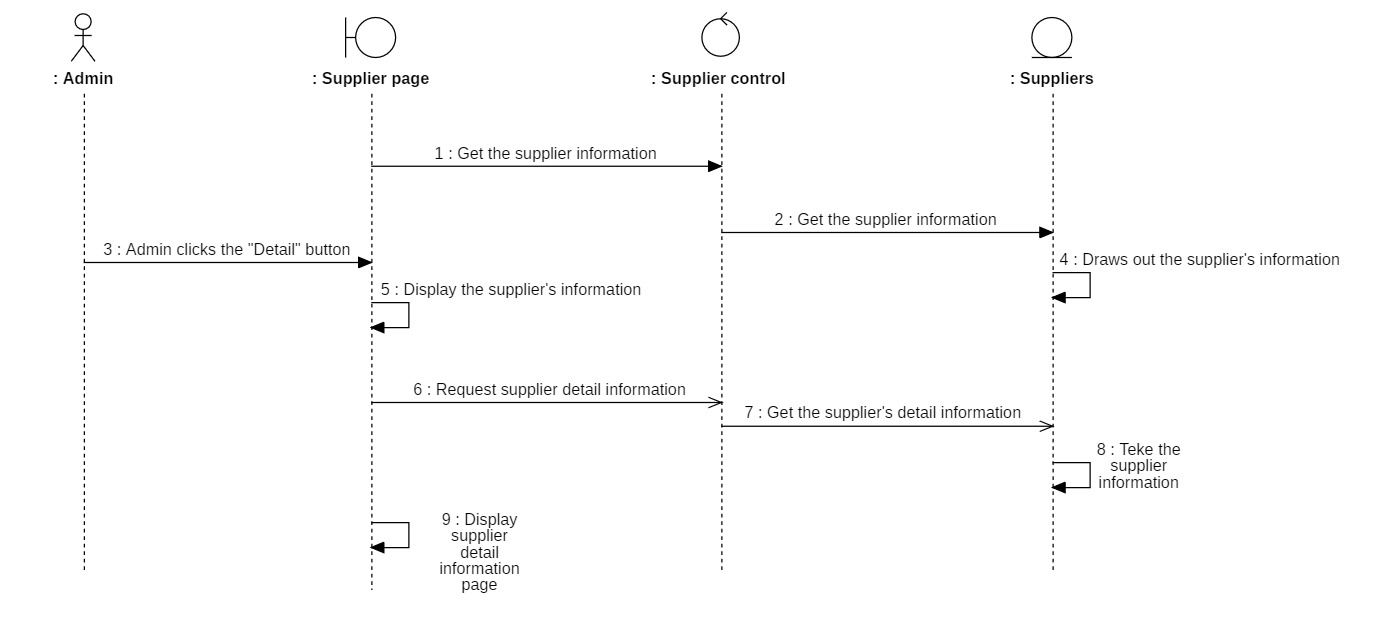 : Admin
: Supplier page
: Supplier control
: Suppliers
1 : Get the supplier information
2 : Get the supplier information
3 : Admin clicks the "Detail" button
4 : Draws out the supplier's information
5 : Display the supplier's information
6 : Request supplier detail information
7 : Get the supplier's detail information
8 : Teke the
supplier
information
9 : Display
supplier
detail
information
page